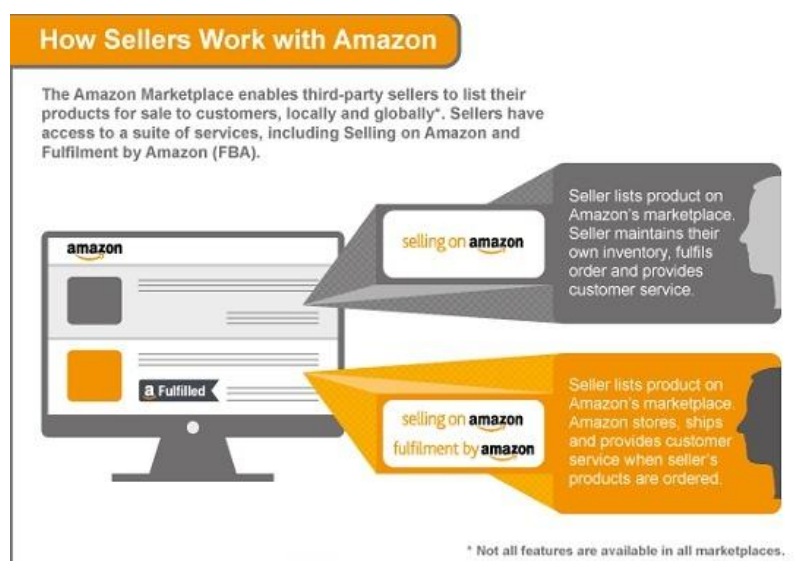 How Sellers Work with Amazon
The Amazon Marketplace enables third-party sellers to list their
products for sale to customers, locally and globally*. Sellers have
access to a suite of services, including Selling on Amazon and
Fulfilment by Amazon (FBA).
amazon
selling on amazon
Seller lists product on
Amazon's marketplace.
Seller maintains their
own inventory, fulfils
order and provides
customer service.
a Fulfilled
selling on amazon
fulfilment by amazon
Seller lists product on
Amazon's marketplace.
Amazon stores, ships
and provides customer
service when seller's
products are ordered.
* Not all features are available in all marketplaces.